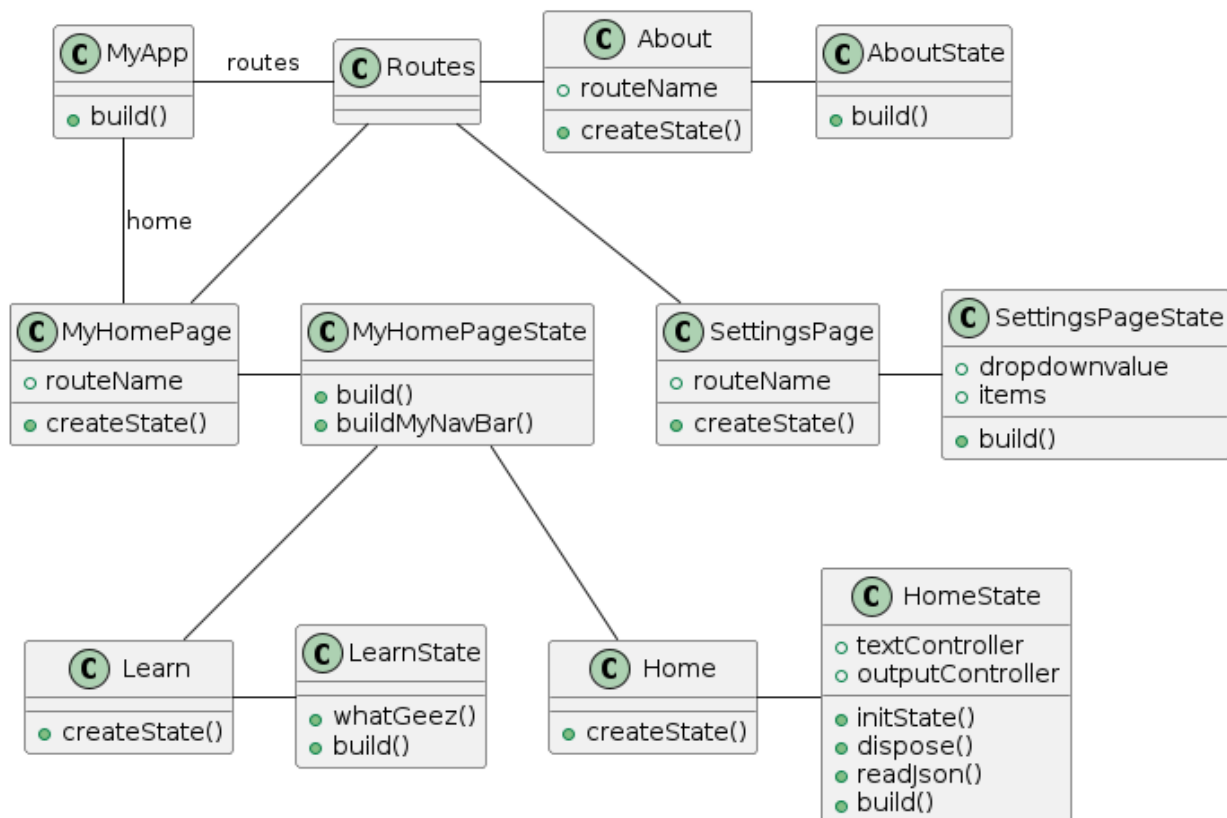 C MyApp
build()
routes
C Routes
C About
routeName
createState()
C AboutState
build()
home
C MyHomePage
routeName
createState()
C MyHomePageState
build()
buildMyNavBar()
C SettingsPage
routeName
createState()
C SettingsPageState
dropdownvalue
items
build()
C Learn
createState()
C LearnState
whatGeez()
build()
C Home
createState()
C HomeState
textController
outputController
initState()
dispose()
readJson()
build()